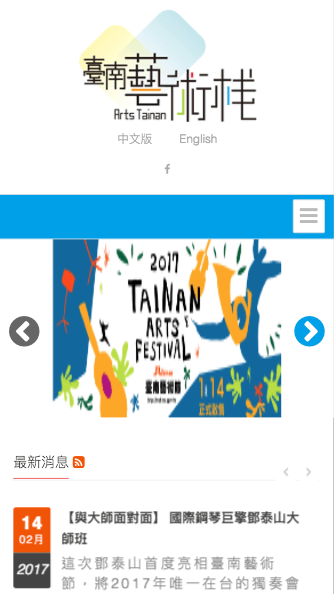 臺南藝術棧
Arts Tainan
中文版 English
2017
TAINAN
ARTS
FESTIVAL
臺南藝術節
1.14
正式啟售
最新消息
14
02月
2017
【與大師面對面】 國際鋼琴巨擘鄧泰山大
師班
這次鄧泰山首度亮相臺南藝術
節，將2017年唯一在台的獨奏會